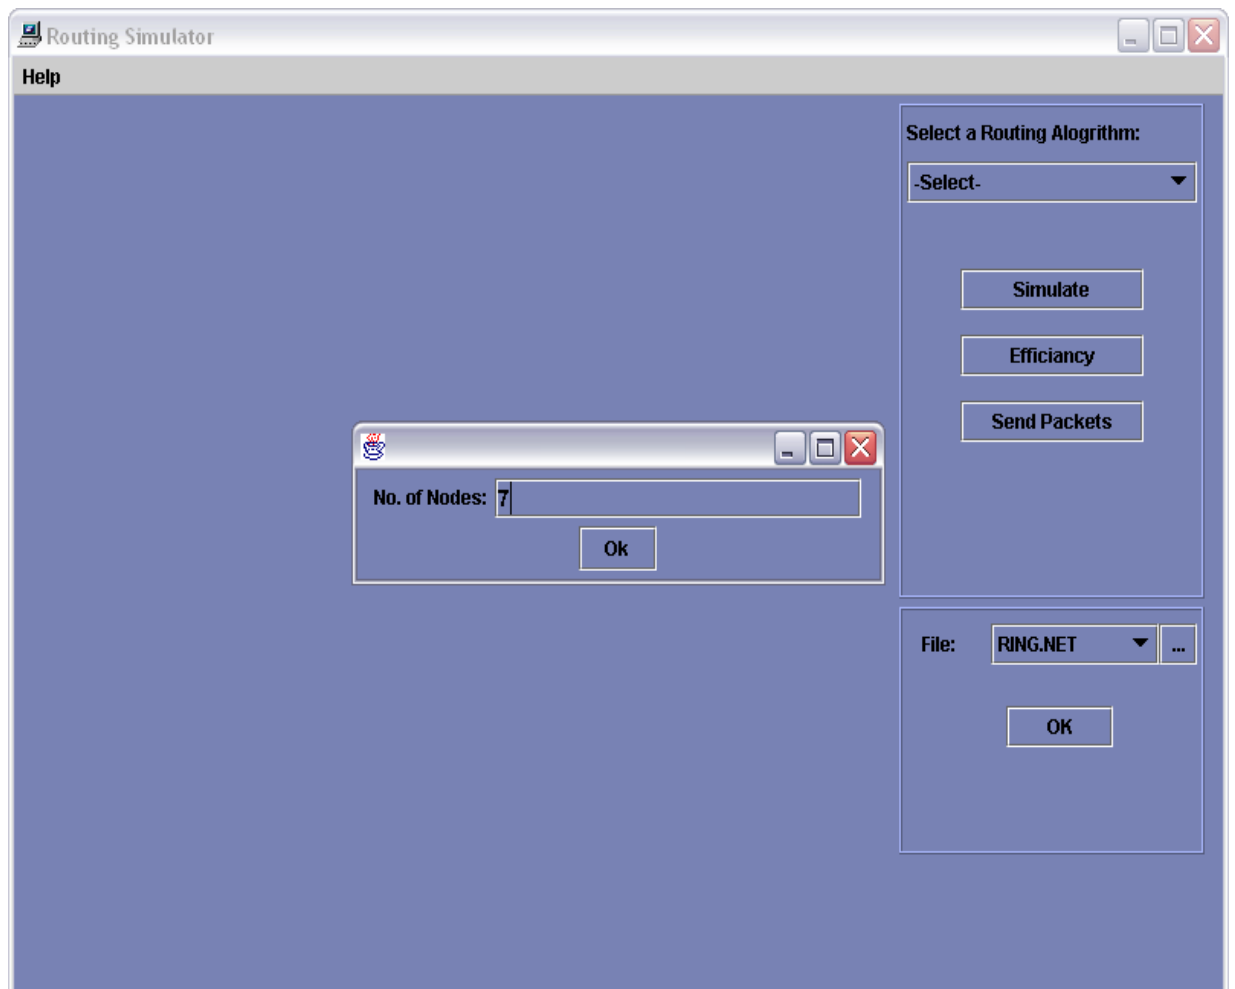 Routing Simulator
Help
Select a Routing Alogrithm:
-Select-
Simulate
Efficiancy
Send Packets
No. of Nodes: 7
Ok
File: RING.NET ...
OK